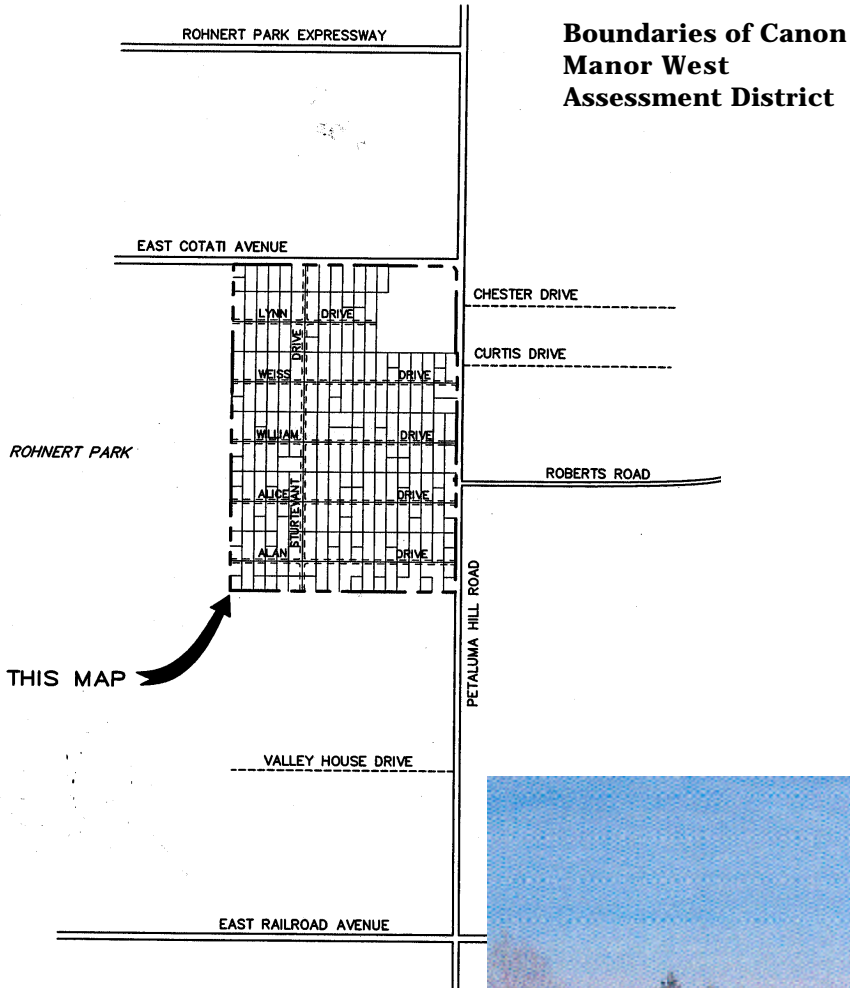 ROHNERT PARK EXPRESSWAY
Boundaries of Canon
Manor West
Assessment District
EAST COTATI AVENUE
CHESTER DRIVE
LYNN DRIVE
DRIVE
CURTIS DRIVE
WEISS DRIVE
WILLIAM DRIVE
ROHNERT PARK
ROBERTS ROAD
ALICE DRIVE
STURTEVANT
ALAN DRIVE
PETALUMA HILL ROAD
THIS MAP
VALLEY HOUSE DRIVE
EAST RAILROAD AVENUE